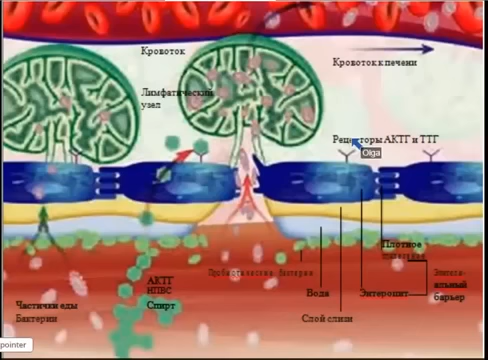 Кровоток
Кровоток к печени
Лимфатический
узел
Рецепторы АКТГ и ТТГ
Olga
Плотное
Пробиотические бактерии
АКТГ
НПВС
Спирт
Вода
Энтероцит
Эпители-
альный
барьер
Частички еды
Бактерии
Слой слизи
pointer